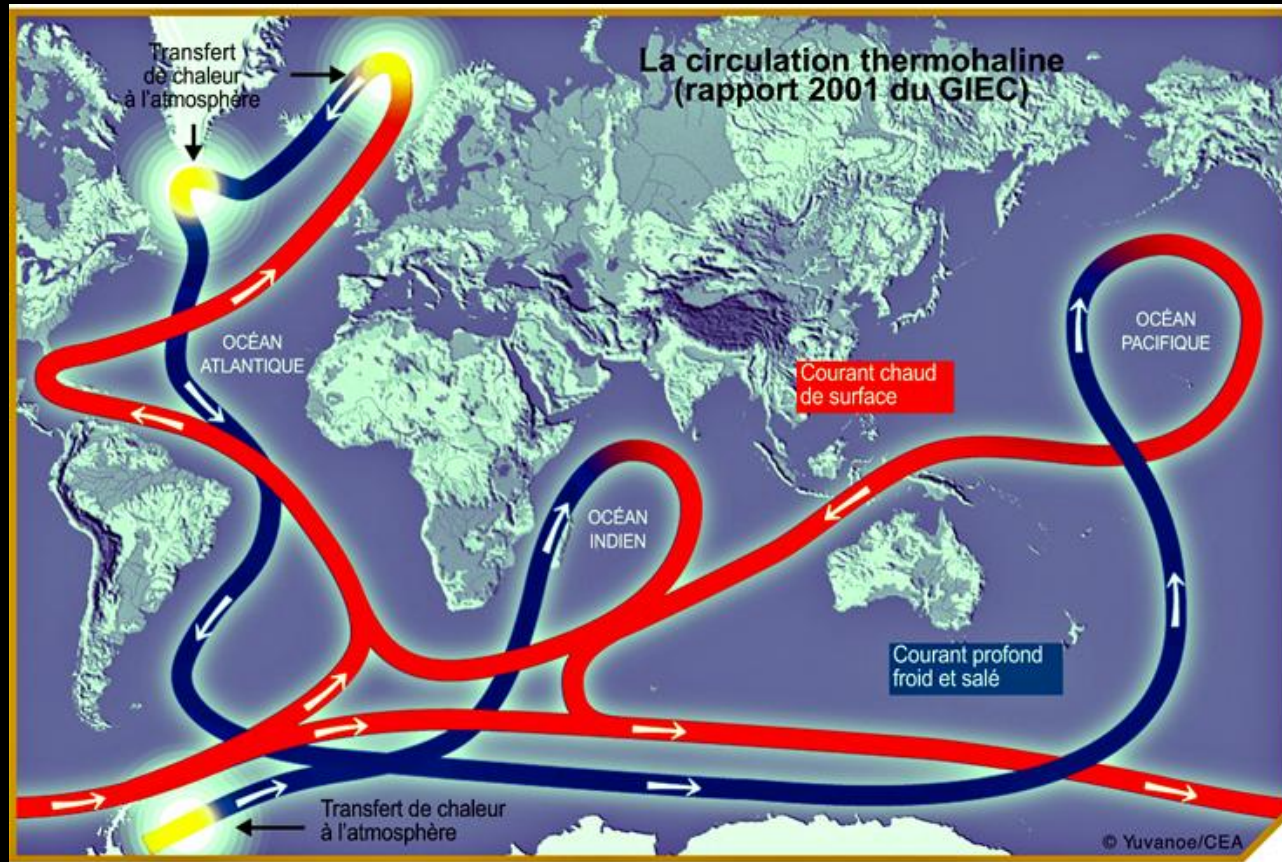 Transfert
de chaleur
à l'atmosphère
La circulation thermohaline
(rapport 2001 du GIEC)
OCÉAN
ATLANTIQUE
OCÉAN
PACIFIQUE
Courant chaud
de surface
OCÉAN
INDIEN
Courant profond
froid et salé
Transfert de chaleur
à l'atmosphère
© Yuvanoe/CEA